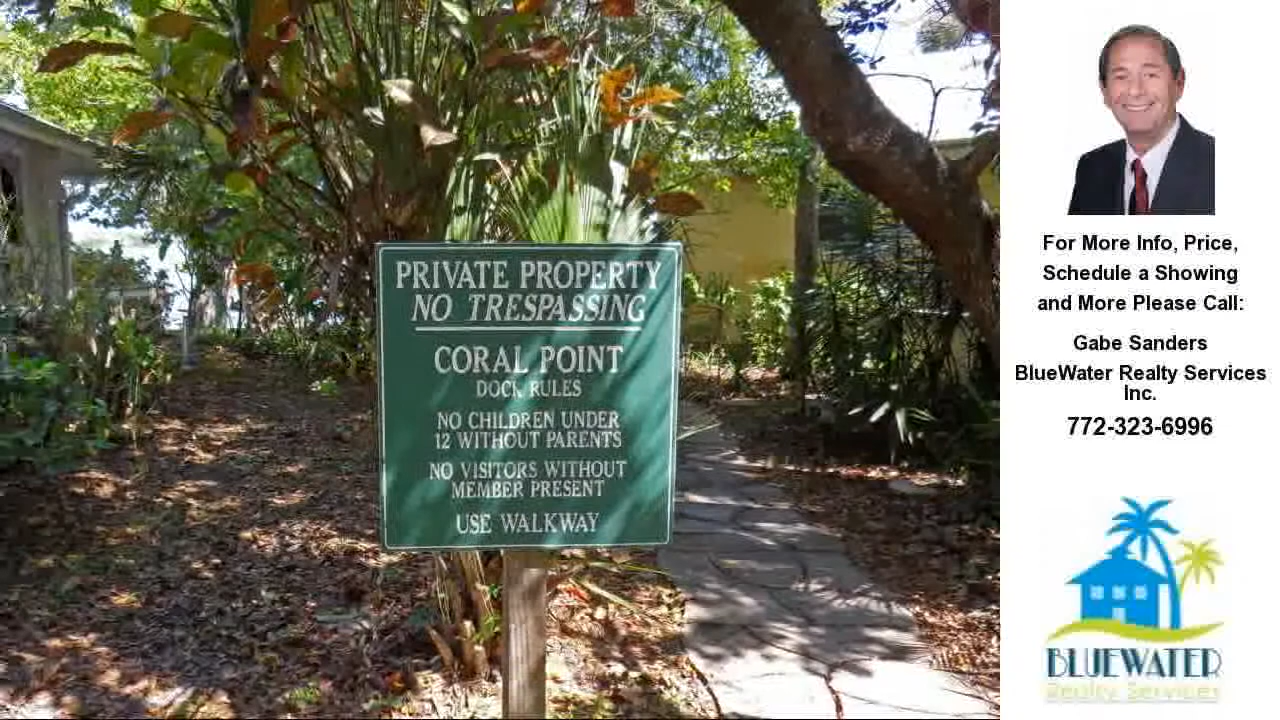 PRIVATE PROPERTY
NO TRESPASSING
CORAL POINT
DOCK RULES
NO CHILDREN UNDER
12 WITHOUT PARENTS
NO VISITORS WITHOUT
MEMBER PRESENT
USE WALKWAY
For More Info, Price,
Schedule a Showing
and More Please Call:
Gabe Sanders
BlueWater Realty Services
Inc.
772-323-6996
BLUEWATER
Realty Services